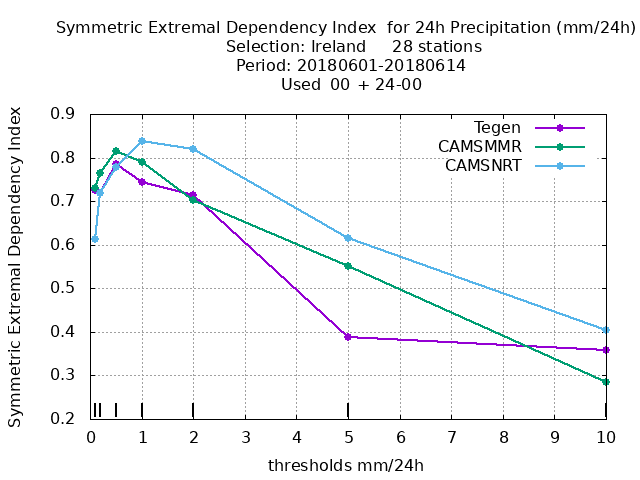 Symmetric Extremal Dependency Index  for 24h Precipitation (mm/24h)
Selection: Ireland     28 stations
Period: 20180601-20180614
Used  00 + 24-00
Symmetric Extremal Dependency Index
0.9
0.8
0.7
0.6
0.5
0.4
0.3
0.2
Tegen
CAMSMMR
CAMSNRT
0 1 2 3 4 5 6 7 8 9 10
thresholds mm/24h